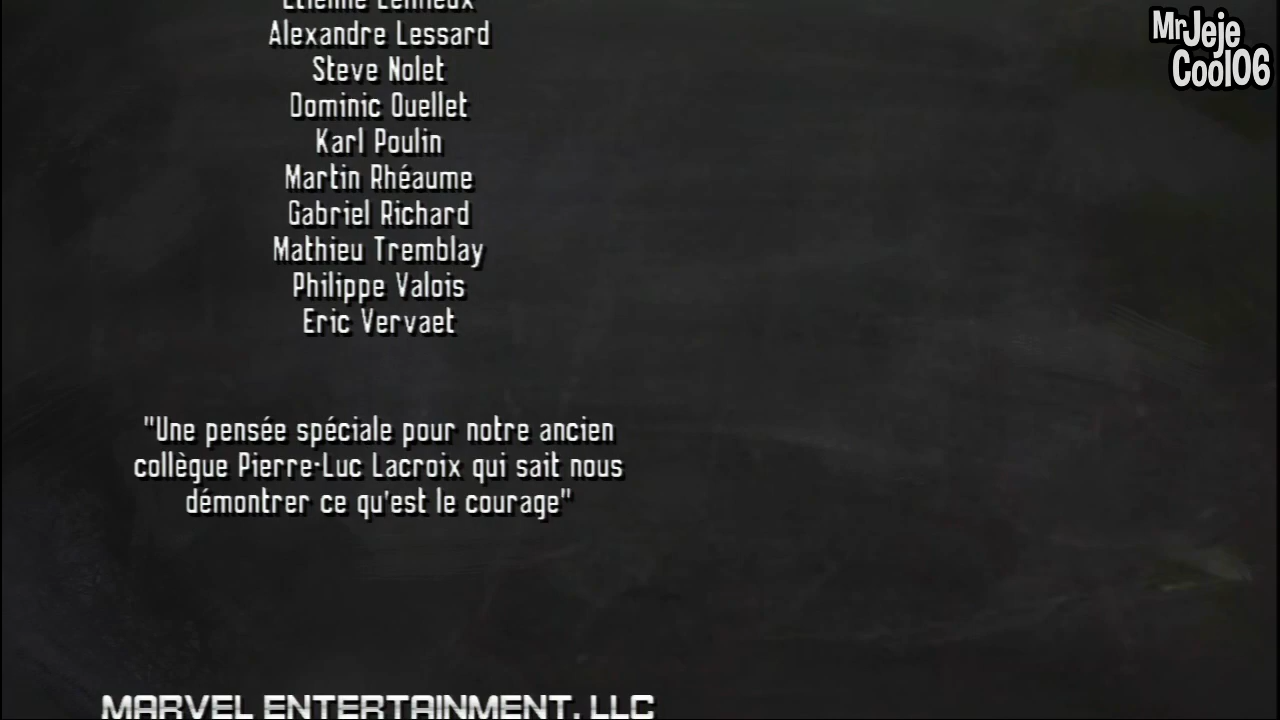 Alexandre Lessard
Steve Nolet
Dominic Ouellet
Karl Poulin
Martin Rhéaume
Gabriel Richard
Mathieu Tremblay
Philippe Valois
Eric Vervaet
"Une pensée spéciale pour notre ancien
collègue Pierre-Luc Lacroix qui sait nous
démontrer ce qu'est le courage"
MARVEL ENTERTAINMENT, LLC
MrJeje
Cool06